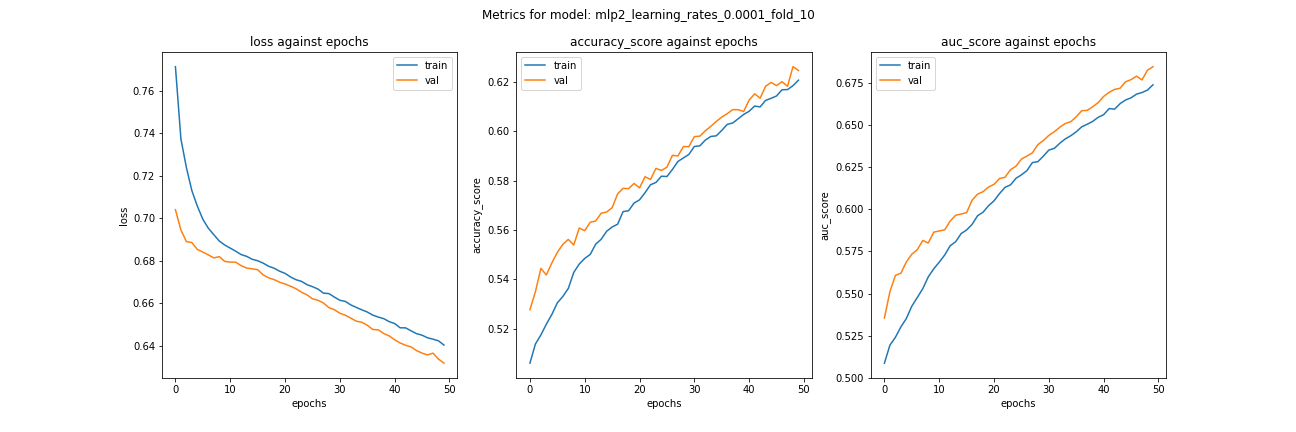 Metrics for model: mlp2_learning_rates_0.0001_fold_10
loss against epochs
train
val
0.76
0.74
0.72
0.70
0.68
0.66
0.64
loss
0 10 20 30 40 50
epochs
accuracy_score against epochs
train
val
0.62
0.60
0.58
0.56
0.54
0.52
accuracy_score
0 10 20 30 40 50
epochs
auc_score against epochs
train
val
0.675
0.650
0.625
0.600
0.575
0.550
0.525
0.500
auc_score
0 10 20 30 40 50
epochs